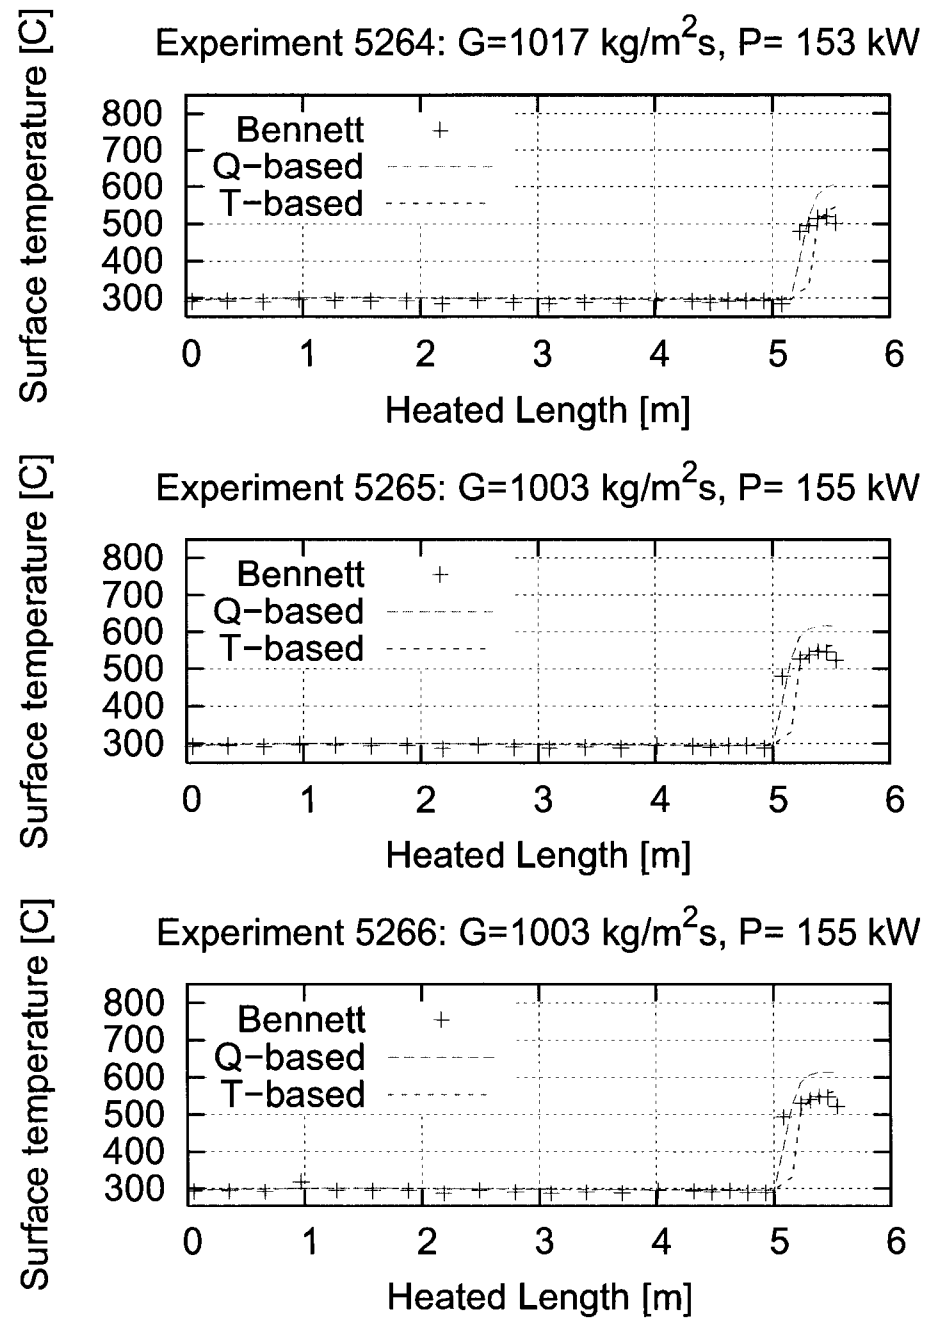 Experiment 5264: G=1017 kg/m²s, P= 153 kW
Surface temperature [C]
800
700
600
500
400
300
Bennett
Q−based
T−based
0 1 2 3 4 5 6
Heated Length [m]
Experiment 5265: G=1003 kg/m²s, P= 155 kW
Surface temperature [C]
800
700
600
500
400
300
Bennett
Q−based
T−based
0 1 2 3 4 5 6
Heated Length [m]
Experiment 5266: G=1003 kg/m²s, P= 155 kW
Surface temperature [C]
800
700
600
500
400
300
Bennett
Q−based
T−based
0 1 2 3 4 5 6
Heated Length [m]